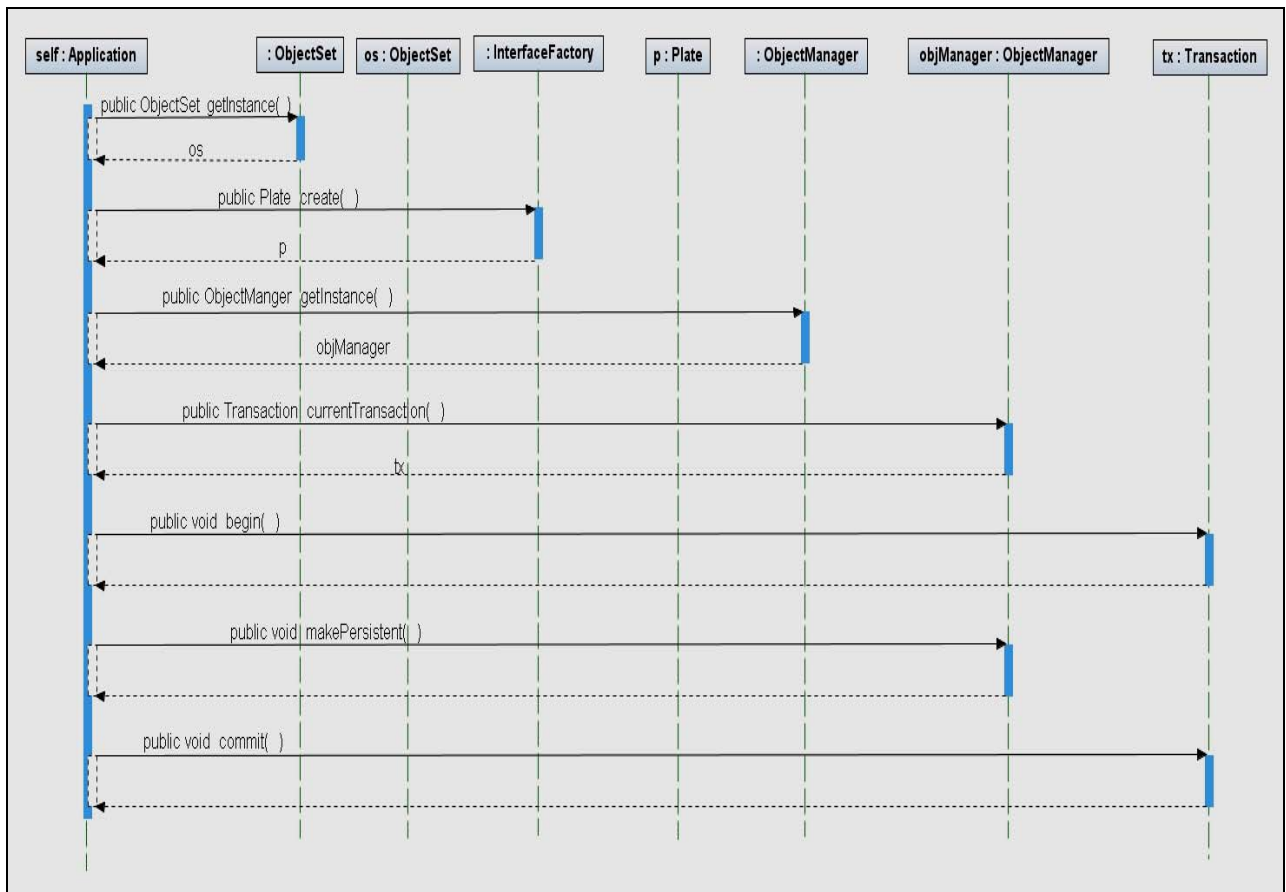 self : Application
: ObjectSet
os : ObjectSet
: InterfaceFactory
p : Plate
: ObjectManager
objManager : ObjectManager
tx : Transaction
public ObjectSet getInstance( )
os
public Plate create( )
p
public ObjectManger getInstance( )
objManager
public Transaction currentTransaction( )
tx
public void begin( )
public void makePersistent( )
public void commit( )